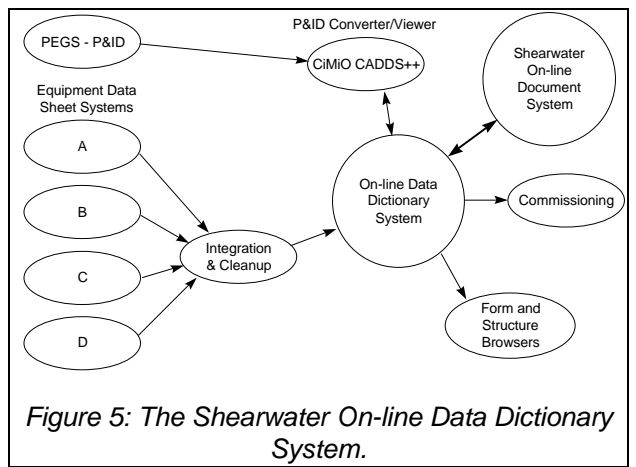 P&ID Converter/Viewer
PEGS - P&ID
CiMiO CADDS++
Shearwater
On-line
Document
System
Equipment Data
Sheet Systems
A
B
C
D
Integration
& Cleanup
On-line Data
Dictionary
System
Commissioning
Form and
Structure
Browsers
Figure 5: The Shearwater On-line Data Dictionary
System.